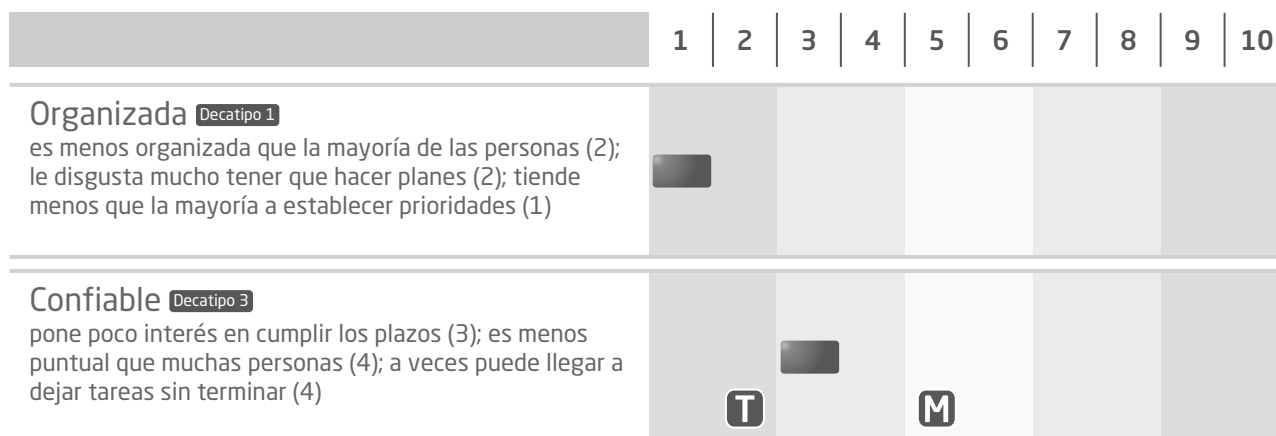 1 2 3 4 5 6 7 8 9 10
Organizada Decatipo 1
es menos organizada que la mayoría de las personas (2);
le disgusta mucho tener que hacer planes (2); tiende
menos que la mayoría a establecer prioridades (1)
Confiable Decatipo 3
pone poco interés en cumplir los plazos (3); es menos
puntual que muchas personas (4); a veces puede llegar a
dejar tareas sin terminar (4)
T M